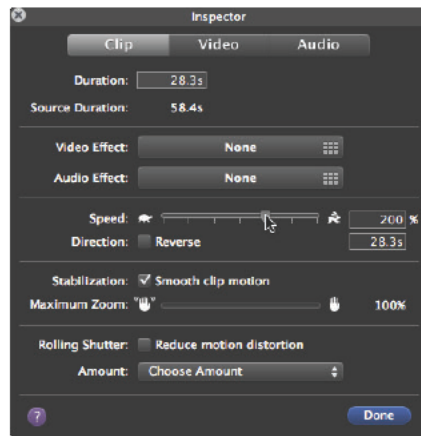 Inspector
Clip Video Audio
Duration: 28.3s
Source Duration: 58.4s
Video Effect: None
Audio Effect: None
Speed: 200 %
Direction: Reverse 28.3s
Stabilization: Smooth clip motion
Maximum Zoom: 100%
Rolling Shutter: Reduce motion distortion
Amount: Choose Amount
? Done